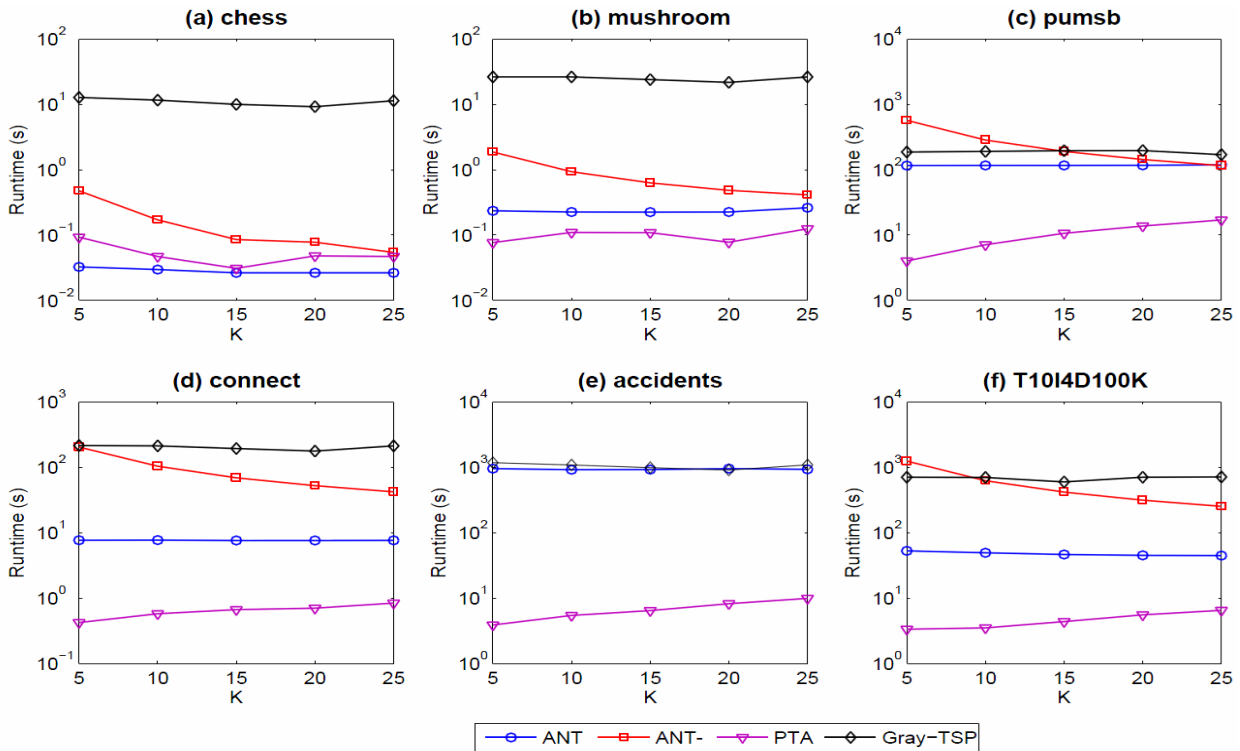 (a) chess
10^2
10^1
10^0
10^-1
10^-2
Runtime (s)
5 10 15 20 25
K
(b) mushroom
10^2
10^1
10^0
10^-1
10^-2
Runtime (s)
5 10 15 20 25
K
(c) pumsb
10^4
10^3
10^2
10^1
10^0
Runtime (s)
5 10 15 20 25
K
(d) connect
10^3
10^2
10^1
10^0
10^-1
Runtime (s)
5 10 15 20 25
K
(e) accidents
10^4
10^3
10^2
10^1
10^0
Runtime (s)
5 10 15 20 25
K
(f) T10I4D100K
10^4
10^3
10^2
10^1
10^0
Runtime (s)
5 10 15 20 25
K
ANT ANT- PTA Gray-TSP